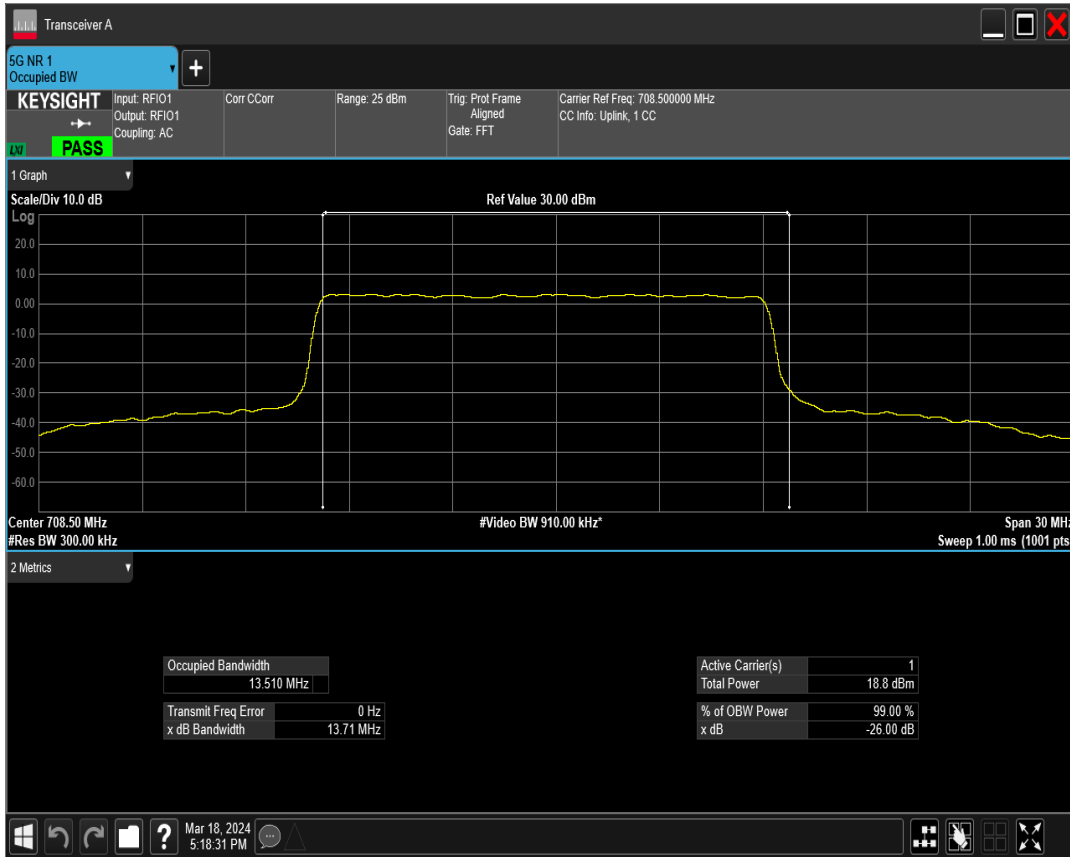 Transceiver A
5G NR 1
Occupied BW
+
KEYSIGHT
Input: RFIO1
Output: RFIO1
Coupling: AC
Corr CCorr
Range: 25 dBm
Trig: Prot Frame
Aligned
Gate: FFT
Carrier Ref Freq: 708.500000 MHz
CC Info: Uplink, 1 CC
LXI
PASS
1 Graph
Scale/Div 10.0 dB
Ref Value 30.00 dBm
Log
20.0
10.0
0.00
-10.0
-20.0
-30.0
-40.0
-50.0
-60.0
Center 708.50 MHz
#Video BW 910.00 kHz*
Span 30 MHz
#Res BW 300.00 kHz
Sweep 1.00 ms (1001 pts
2 Metrics
Occupied Bandwidth
13.510 MHz
Transmit Freq Error 0 Hz
x dB Bandwidth 13.71 MHz
Active Carrier(s) 1
Total Power 18.8 dBm
% of OBW Power 99.00 %
x dB -26.00 dB
?
Mar 18, 2024
5:18:31 PM